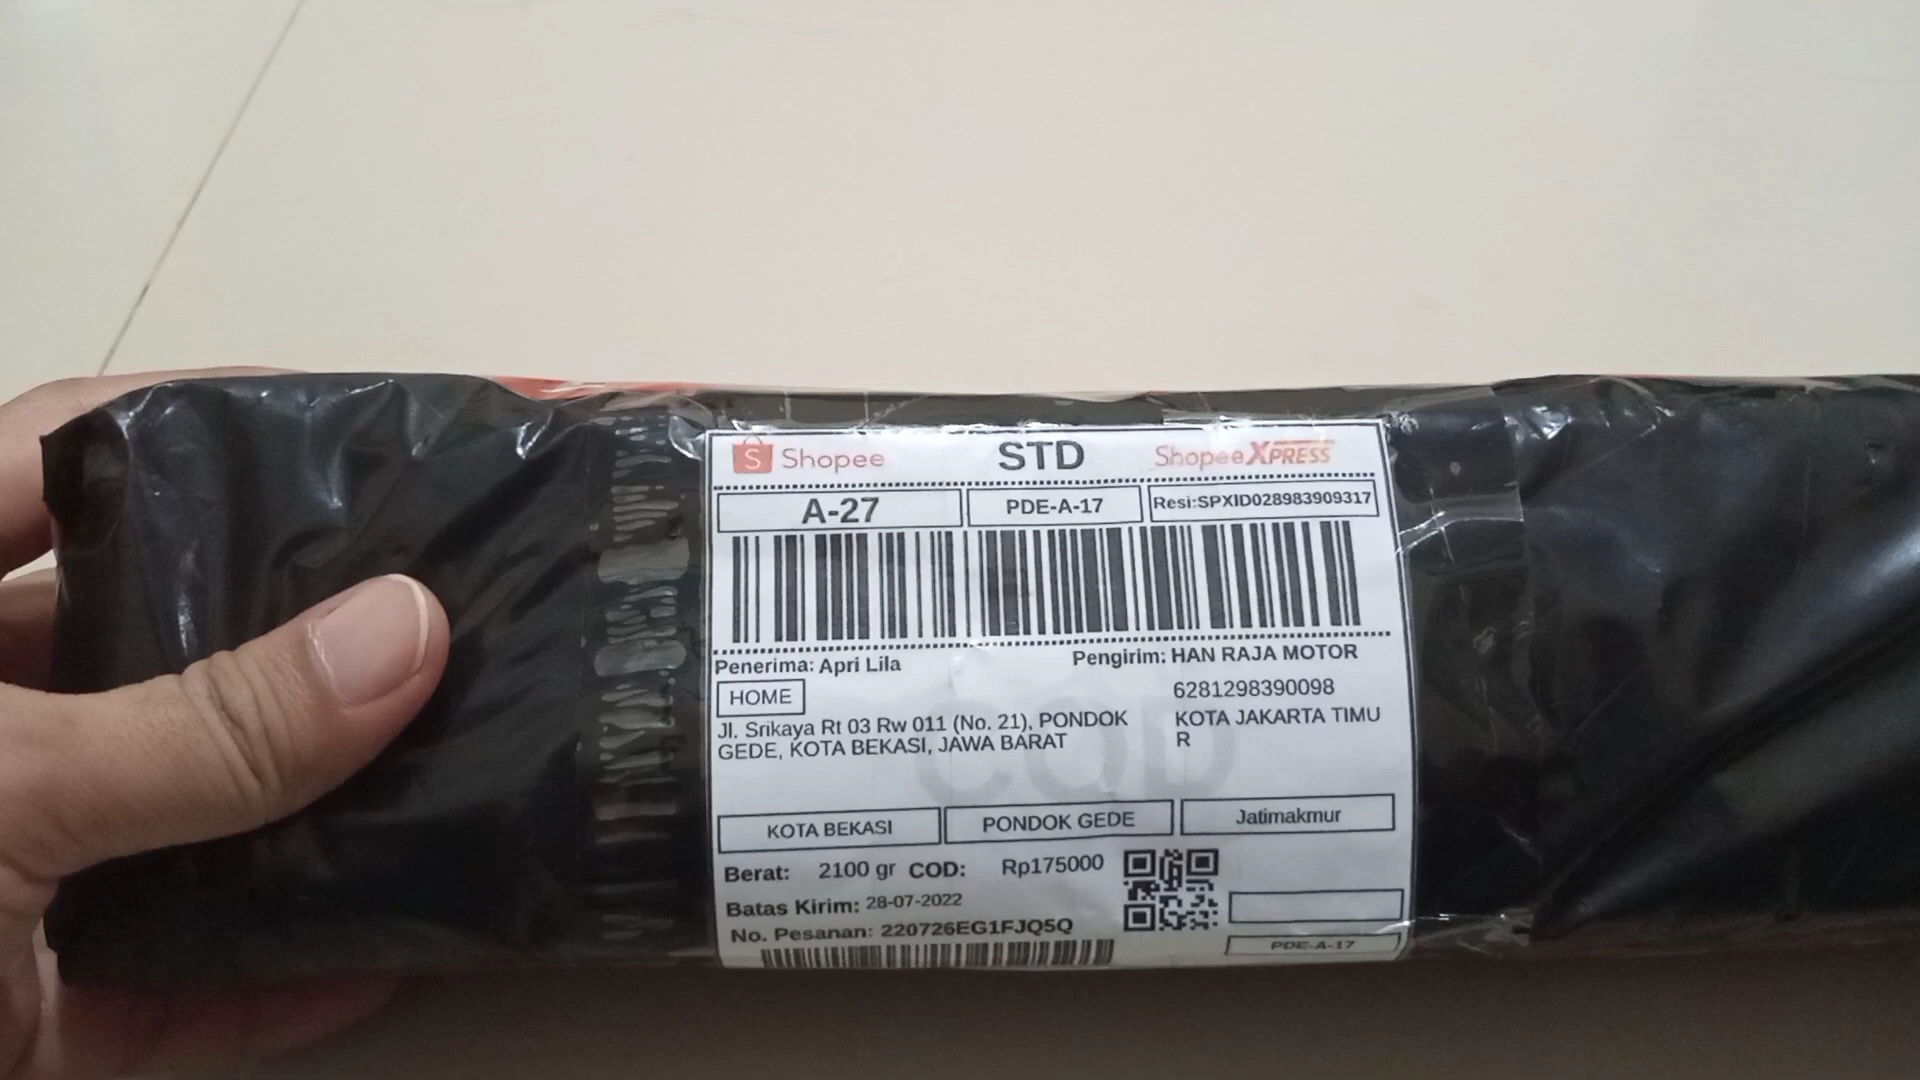 Shopee STD ShopeeXPRESS
A-27 PDE-A-17 Resi:SPXID028983909317
Penerima: Apri Lila Pengirim: HAN RAJA MOTOR
HOME 6281298390098
Jl. Srikaya Rt 03 Rw 011 (No. 21), PONDOK KOTA JAKARTA TIMU
GEDE, KOTA BEKASI, JAWA BARAT R
COD
KOTA BEKASI PONDOK GEDE Jatimakmur
Berat: 2100 gr COD: Rp175000
Batas Kirim: 28-07-2022
No. Pesanan: 220726EG1FJQ5Q
PDE-A-17